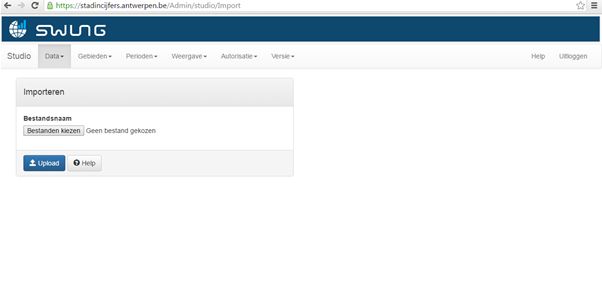 https://stadincijfers.antwerpen.be/Admin/studio/Import
SWING
Studio Data Gebieden Perioden Weergave Autorisatie Versie Help Uitloggen
Importeren
Bestandsnaam
Bestanden kiezen Geen bestand gekozen
Upload Help